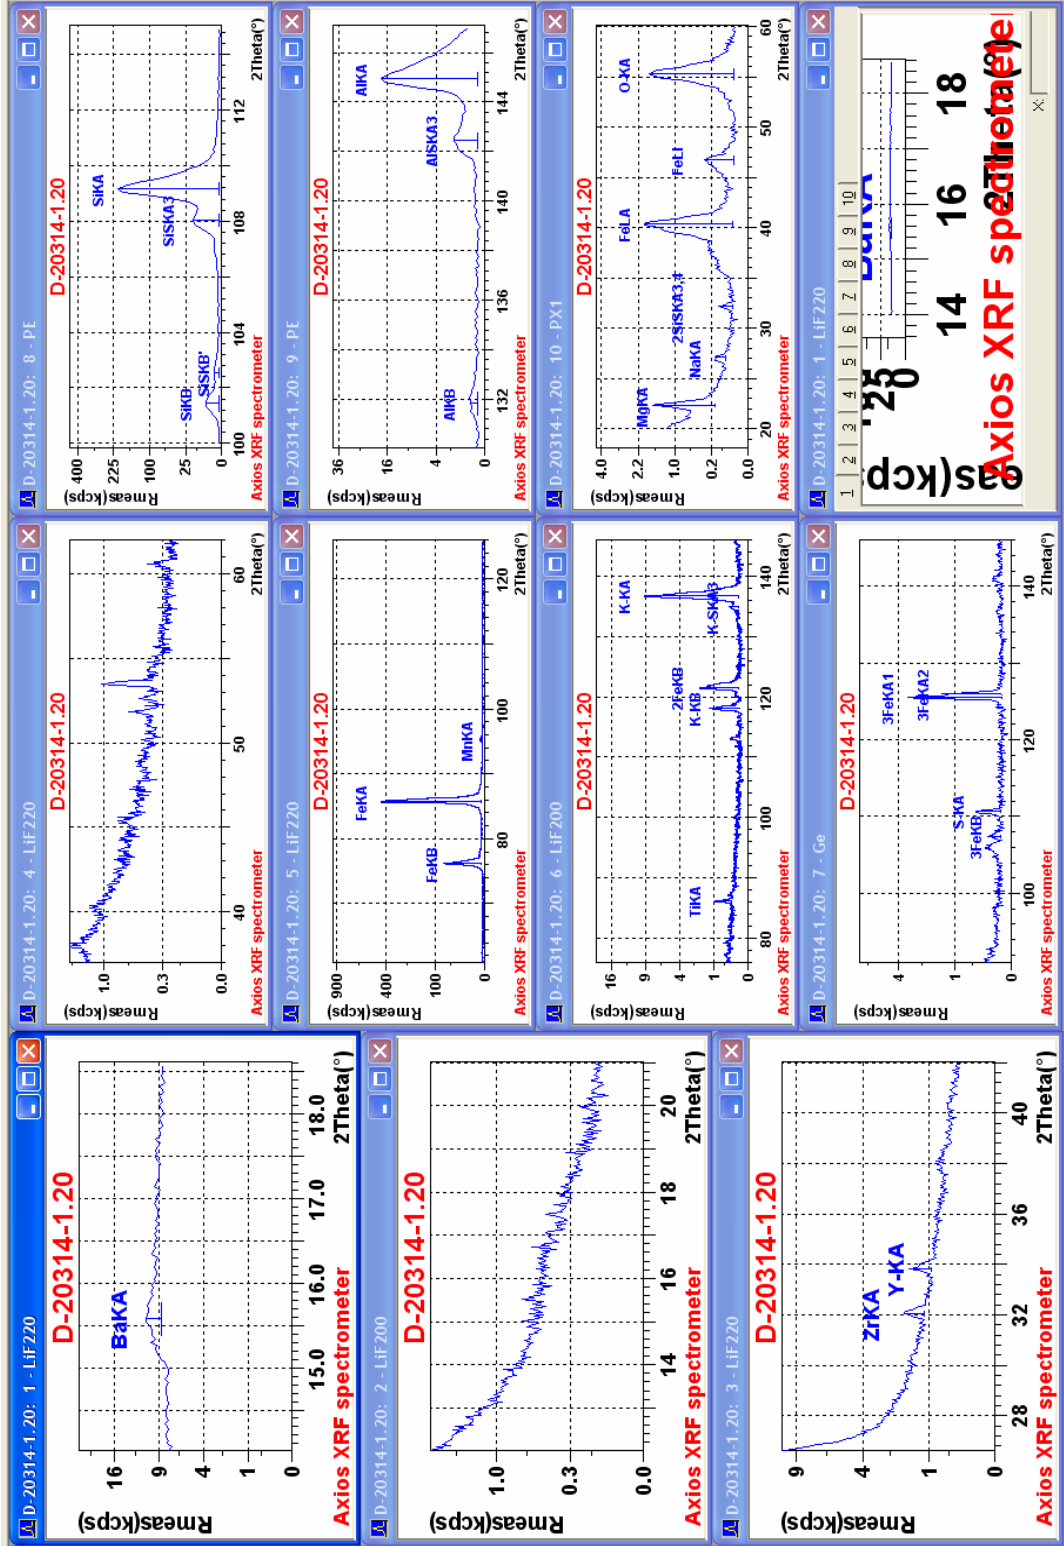 D-20314-1.20: 1 - LiF220
D-20314-1.20
Rmeas(kcps)
16
9
4
1
0
BaKA
15.0
16.0
17.0
18.0
2Theta(°)
Axios XRF spectrometer
D-20314-1.20: 2 - LiF200
D-20314-1.20
Rmeas(kcps)
1.0
0.3
0.0
14
16
18
20
2Theta(°)
Axios XRF spectrometer
D-20314-1.20: 3 - LiF220
D-20314-1.20
Rmeas(kcps)
9
4
1
0
ZrKA
Y-KA
28
32
36
40
2Theta(°)
Axios XRF spectrometer
D-20314-1.20: 4 - LiF220
D-20314-1.20
Rmeas(kcps)
1.0
0.3
0.0
40
50
60
2Theta(°)
Axios XRF spectrometer
D-20314-1.20: 5 - LiF220
D-20314-1.20
Rmeas(kcps)
900
400
100
0
FeKB
FeKA
MnKA
80
100
120
2Theta(°)
Axios XRF spectrometer
D-20314-1.20: 6 - LiF200
D-20314-1.20
Rmeas(kcps)
16
9
4
1
0
TiKA
K-KB
2FeKB
K-KA
K-SKA3
80
100
120
140
2Theta(°)
Axios XRF spectrometer
D-20314-1.20: 7 - Ge
D-20314-1.20
Rmeas(kcps)
4
1
0
3FeKB
S-KA
3FeKA1
3FeKA2
100
120
140
2Theta(°)
Axios XRF spectrometer
D-20314-1.20: 8 - PE
D-20314-1.20
Rmeas(kcps)
400
225
100
25
0
SiKB
SiSKB'
SiSKA3
SiKA
100
104
108
112
2Theta(°)
Axios XRF spectrometer
D-20314-1.20: 9 - PE
D-20314-1.20
Rmeas(kcps)
36
16
4
0
AlKB
AlSKA3
AlKA
132
136
140
144
2Theta(°)
Axios XRF spectrometer
D-20314-1.20: 10 - PX1
D-20314-1.20
Rmeas(kcps)
4.0
2.2
1.0
0.2
0.0
MgKA
NaKA
2SiSKA3,4
FeLA
FeLl
O-KA
20
30
40
50
60
2Theta(°)
Axios XRF spectrometer
D-20314-1.20: 1 - LiF220
1 2 3 4 5 6 7 8 9 10
BaKA
25
0
14
16
18
2Theta(°)
Axios XRF spectrometer
X: